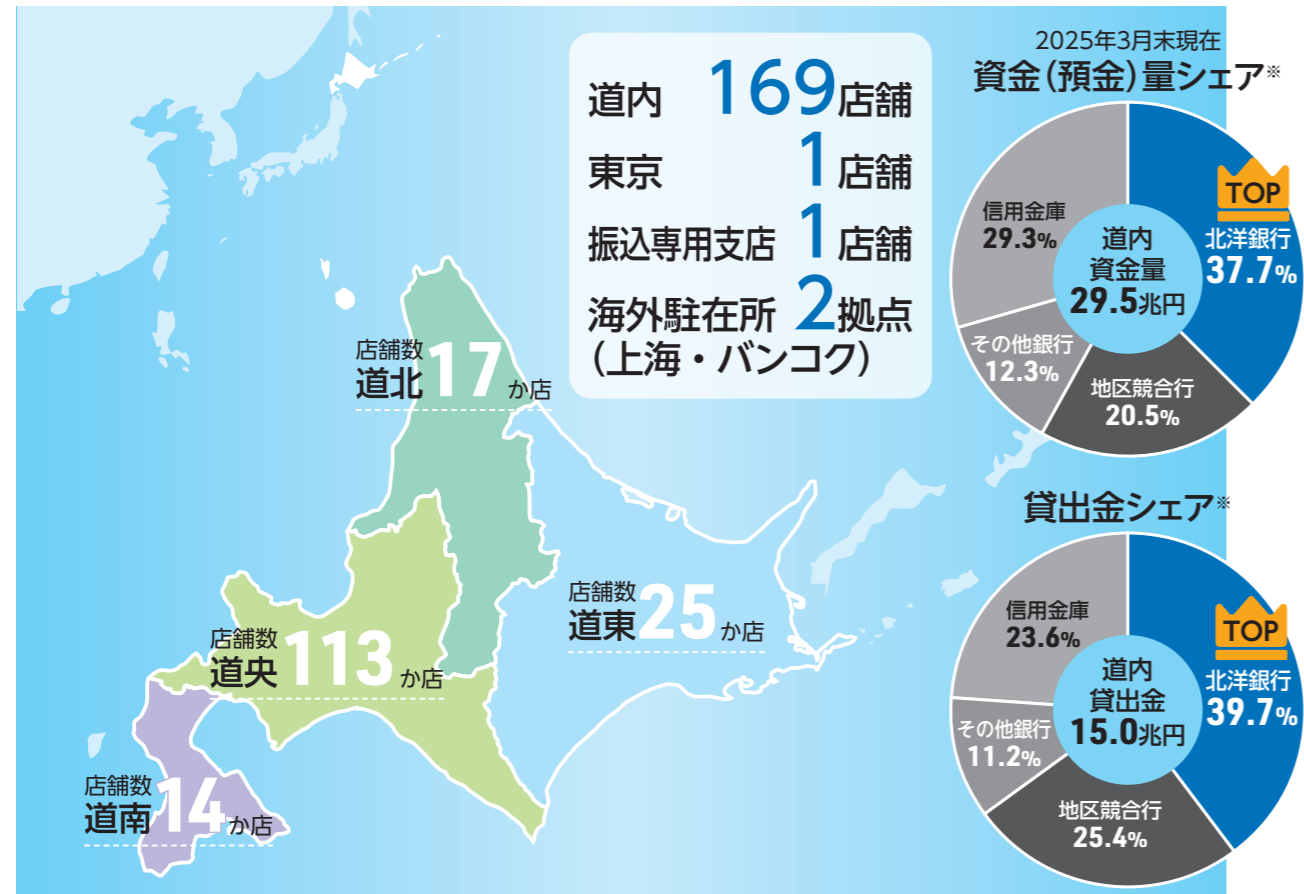 道内 169店舗
東京 1店舗
振込専用支店 1店舗
海外駐在所 2拠点
(上海・バンコク)
店舗数
道北 17か店
店舗数
道東 25か店
店舗数
道央 113か店
店舗数
道南 14か店
2025年3月末現在
資金(預金)量シェア※
TOP
北洋銀行
37.7%
地区競合行
20.5%
その他銀行
12.3%
信用金庫
29.3%
道内
資金量
29.5兆円
貸出金シェア※
TOP
北洋銀行
39.7%
地区競合行
25.4%
その他銀行
11.2%
信用金庫
23.6%
道内
貸出金
15.0兆円